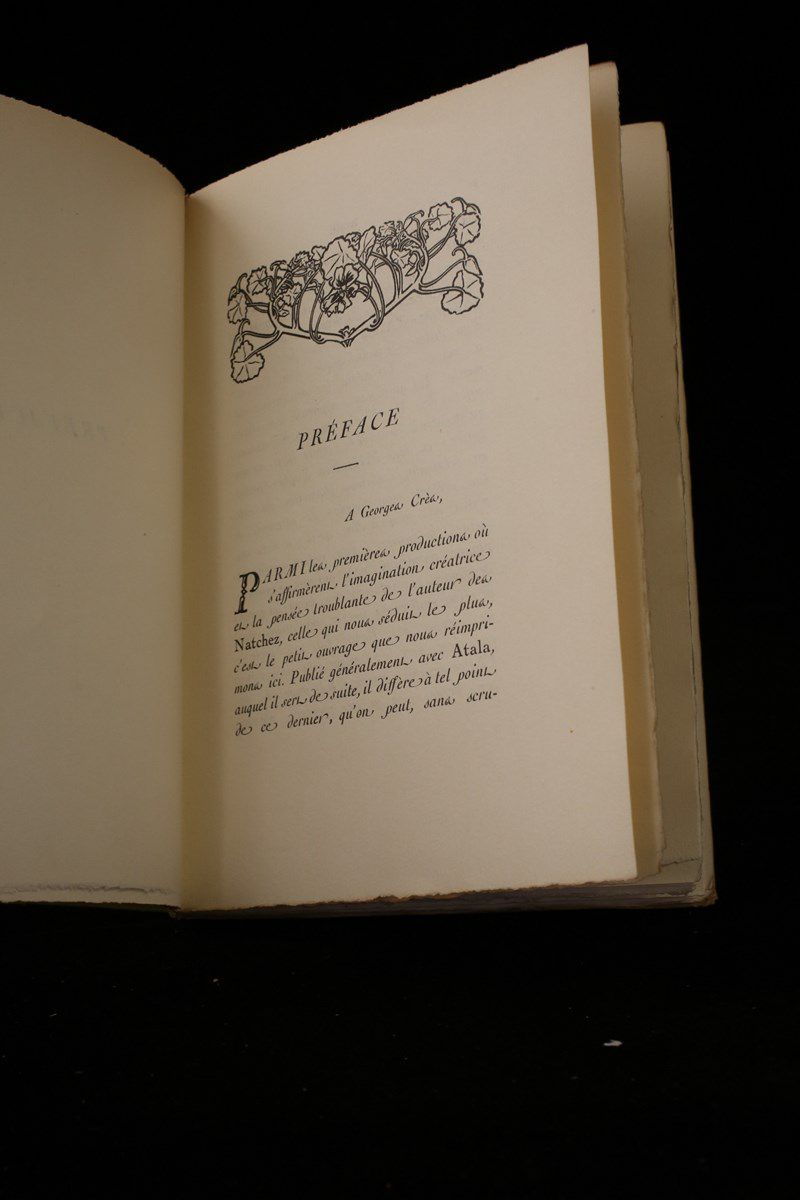 PRÉFACE
A Georges Crès,
PARMI les premières productions où
s'affirmèrent l'imagination créatrice
et la pensée troublante de l'auteur des
Natchez, celle qui nous séduit le plus,
c'est le petit ouvrage que nous réimpri-
mons ici. Publié généralement avec Atala,
auquel il sert de suite, il diffère à tel point
de ce dernier, qu'on peut, sans scru-